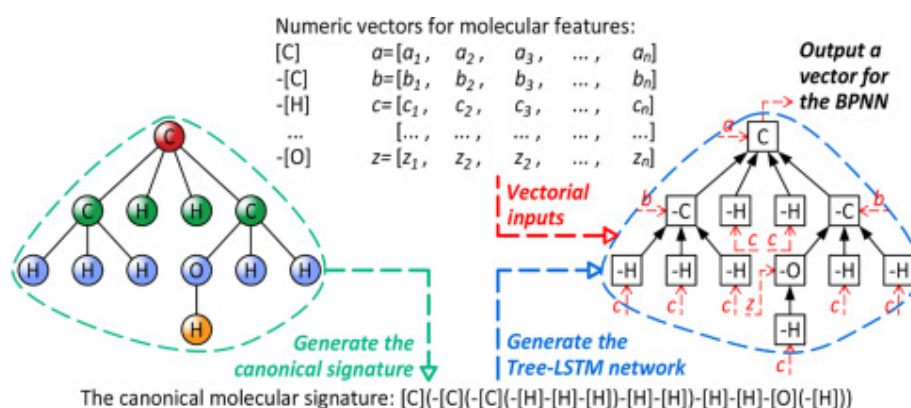 Numeric vectors for molecular features:
[C] a=[a1 , a2 , a3 , ... , an]
-[C] b=[b1 , b2 , b3 , ... , bn]
-[H] c=[c1 , c2 , c3 , ... , cn]
... [... , ... , ... , ... , ...]
-[O] z=[z1 , z2 , z2 , ... , zn]
Output a
vector for
the BPNN
C
C H H C
H H H O H H
H
Vectorial
inputs
a C
b -C -H -H -C b
c c
-H -H -H -O -H -H
c c c z c c
-H
c
Generate the
canonical signature
Generate the
Tree-LSTM network
The canonical molecular signature: [C](-[C](-[C](-[H]-[H]-[H])-[H]-[H])-[H]-[H]-[O](-[H]))